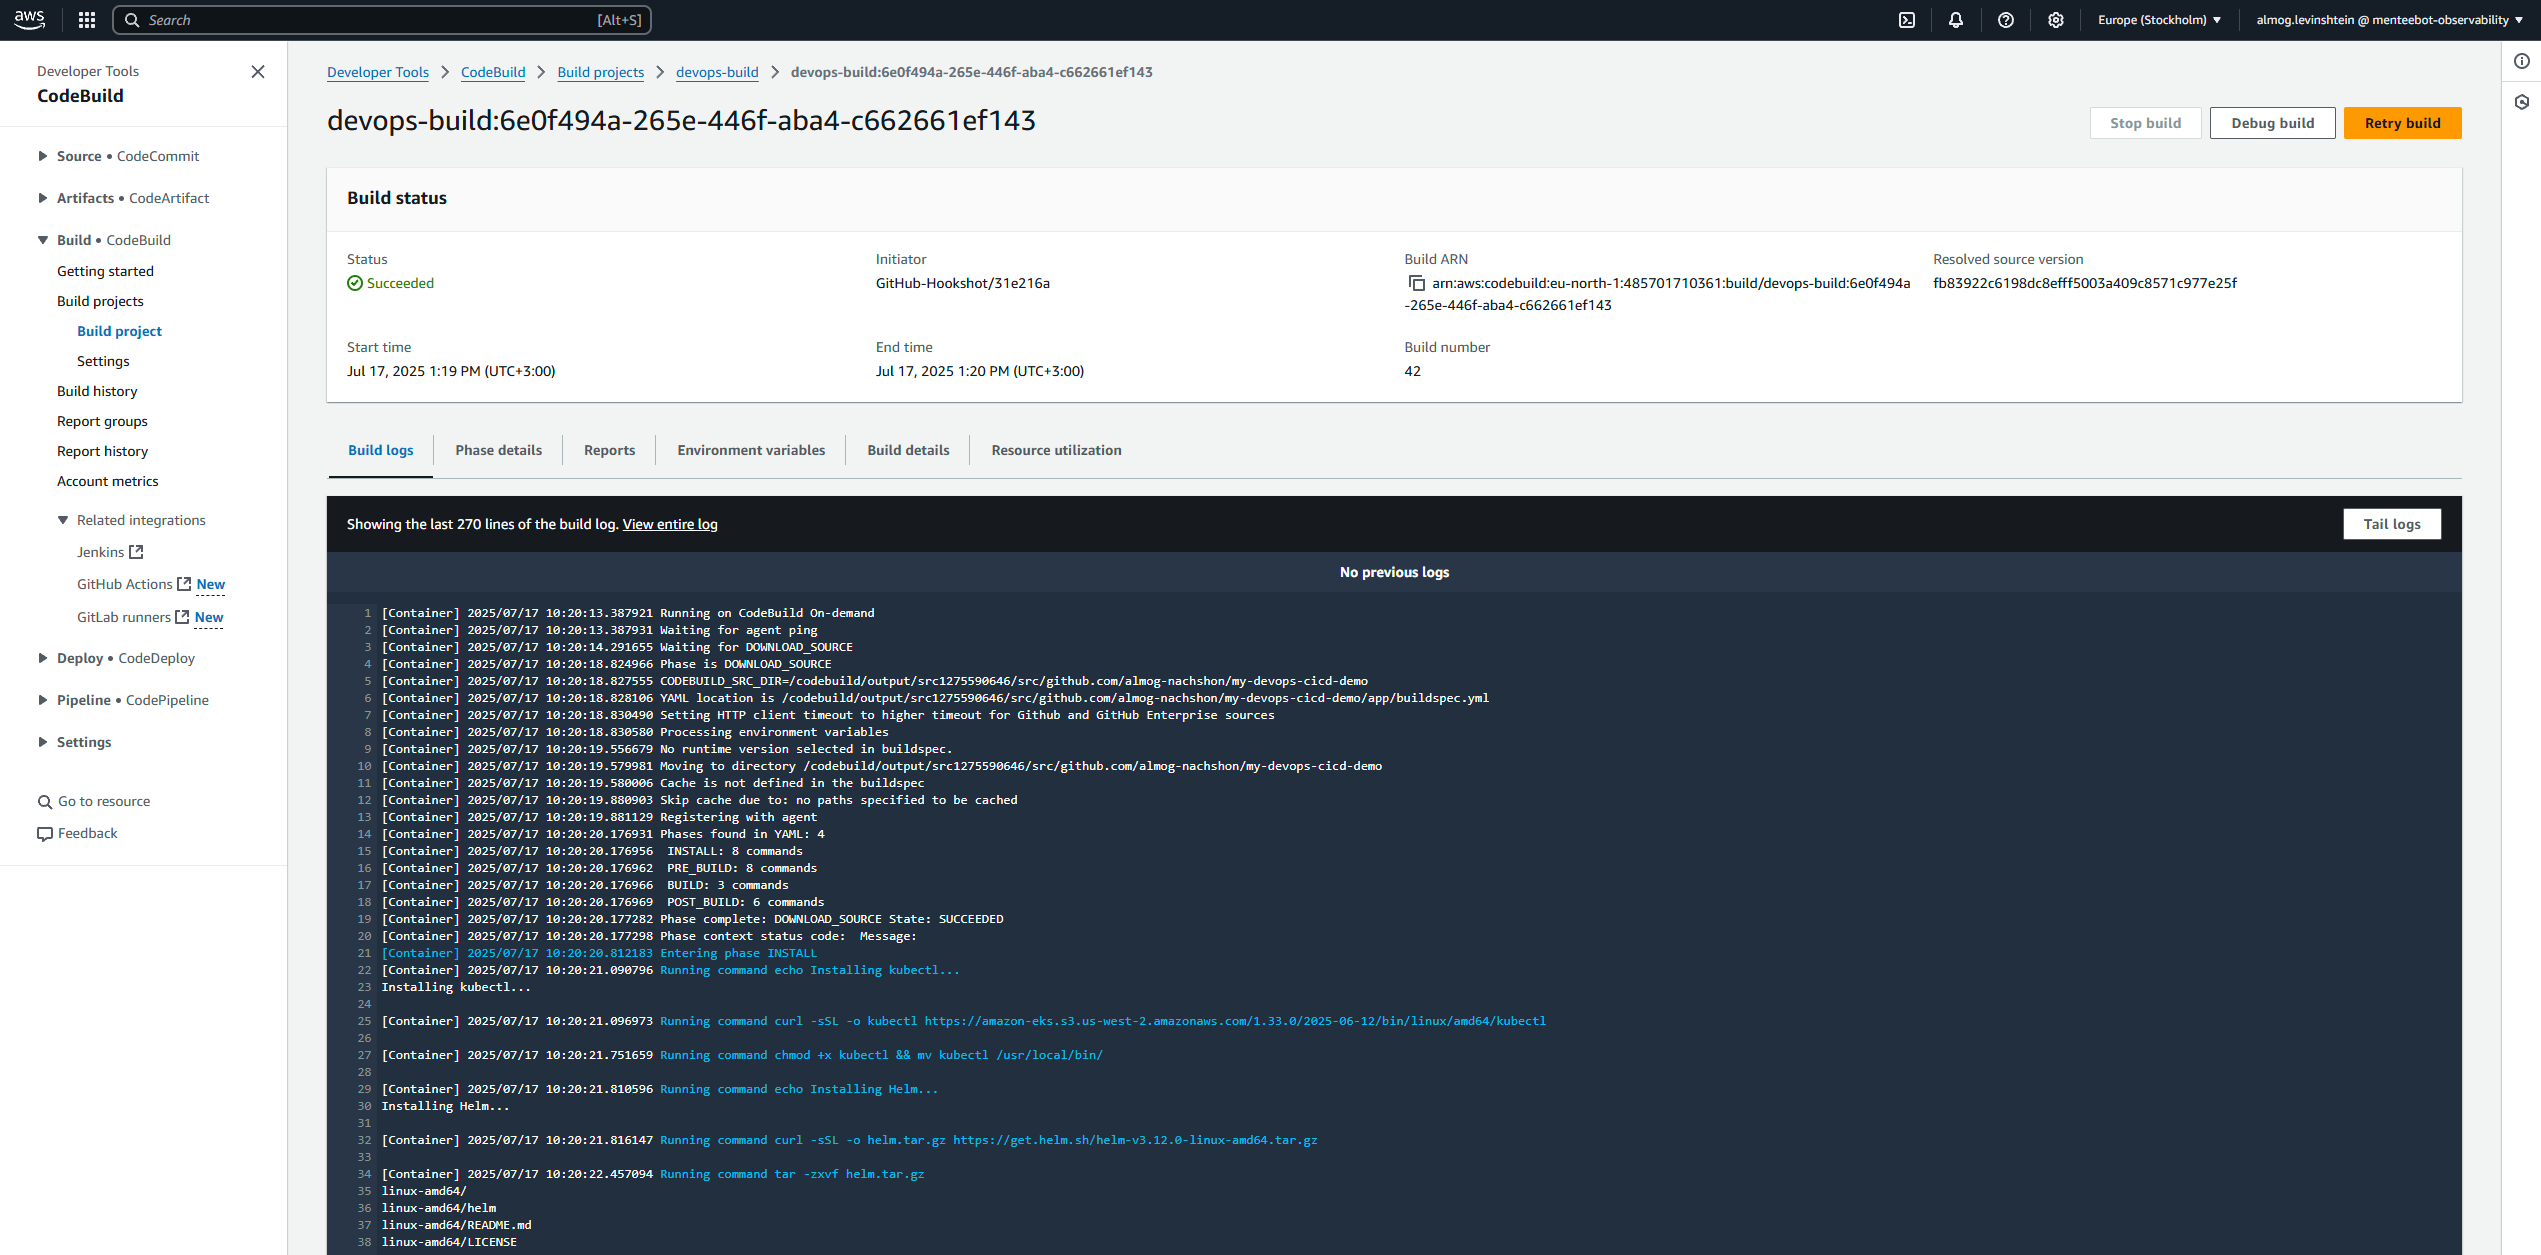 aws
Search
[Alt+S]
Europe (Stockholm)
almog.levinshtein @ menteebot-observability
Developer Tools
CodeBuild
Source • CodeCommit
Artifacts • CodeArtifact
Build • CodeBuild
Getting started
Build projects
Build project
Settings
Build history
Report groups
Report history
Account metrics
Related integrations
Jenkins
GitHub Actions New
GitLab runners New
Deploy • CodeDeploy
Pipeline • CodePipeline
Settings
Go to resource
Feedback
Developer Tools
CodeBuild
Build projects
devops-build
devops-build:6e0f494a-265e-446f-aba4-c662661ef143
devops-build:6e0f494a-265e-446f-aba4-c662661ef143
Stop build
Debug build
Retry build
Build status
Status
Succeeded
Initiator
GitHub-Hookshot/31e216a
Build ARN
arn:aws:codebuild:eu-north-1:485701710361:build/devops-build:6e0f494a
-265e-446f-aba4-c662661ef143
Resolved source version
fb83922c6198dc8efff5003a409c8571c977e25f
Start time
Jul 17, 2025 1:19 PM (UTC+3:00)
End time
Jul 17, 2025 1:20 PM (UTC+3:00)
Build number
42
Build logs
Phase details
Reports
Environment variables
Build details
Resource utilization
Showing the last 270 lines of the build log. View entire log
Tail logs
No previous logs
1 [Container] 2025/07/17 10:20:13.387921 Running on CodeBuild On-demand
2 [Container] 2025/07/17 10:20:13.387931 Waiting for agent ping
3 [Container] 2025/07/17 10:20:14.291655 Waiting for DOWNLOAD_SOURCE
4 [Container] 2025/07/17 10:20:18.824966 Phase is DOWNLOAD_SOURCE
5 [Container] 2025/07/17 10:20:18.827555 CODEBUILD_SRC_DIR=/codebuild/output/src1275590646/src/github.com/almog-nachshon/my-devops-cicd-demo
6 [Container] 2025/07/17 10:20:18.828106 YAML location is /codebuild/output/src1275590646/src/github.com/almog-nachshon/my-devops-cicd-demo/app/buildspec.yml
7 [Container] 2025/07/17 10:20:18.830490 Setting HTTP client timeout to higher timeout for Github and GitHub Enterprise sources
8 [Container] 2025/07/17 10:20:18.830580 Processing environment variables
9 [Container] 2025/07/17 10:20:19.556679 No runtime version selected in buildspec.
10 [Container] 2025/07/17 10:20:19.579981 Moving to directory /codebuild/output/src1275590646/src/github.com/almog-nachshon/my-devops-cicd-demo
11 [Container] 2025/07/17 10:20:19.580006 Cache is not defined in the buildspec
12 [Container] 2025/07/17 10:20:19.880903 Skip cache due to: no paths specified to be cached
13 [Container] 2025/07/17 10:20:19.881129 Registering with agent
14 [Container] 2025/07/17 10:20:20.176931 Phases found in YAML: 4
15 [Container] 2025/07/17 10:20:20.176956  INSTALL: 8 commands
16 [Container] 2025/07/17 10:20:20.176962  PRE_BUILD: 8 commands
17 [Container] 2025/07/17 10:20:20.176966  BUILD: 3 commands
18 [Container] 2025/07/17 10:20:20.176969  POST_BUILD: 6 commands
19 [Container] 2025/07/17 10:20:20.177282 Phase complete: DOWNLOAD_SOURCE State: SUCCEEDED
20 [Container] 2025/07/17 10:20:20.177298 Phase context status code:  Message:
21 [Container] 2025/07/17 10:20:20.812183 Entering phase INSTALL
22 [Container] 2025/07/17 10:20:21.090796 Running command echo Installing kubectl...
23 Installing kubectl...
24
25 [Container] 2025/07/17 10:20:21.096973 Running command curl -sSL -o kubectl https://amazon-eks.s3.us-west-2.amazonaws.com/1.33.0/2025-06-12/bin/linux/amd64/kubectl
26
27 [Container] 2025/07/17 10:20:21.751659 Running command chmod +x kubectl && mv kubectl /usr/local/bin/
28
29 [Container] 2025/07/17 10:20:21.810596 Running command echo Installing Helm...
30 Installing Helm...
31
32 [Container] 2025/07/17 10:20:21.816147 Running command curl -sSL -o helm.tar.gz https://get.helm.sh/helm-v3.12.0-linux-amd64.tar.gz
33
34 [Container] 2025/07/17 10:20:22.457094 Running command tar -zxvf helm.tar.gz
35 linux-amd64/
36 linux-amd64/helm
37 linux-amd64/README.md
38 linux-amd64/LICENSE